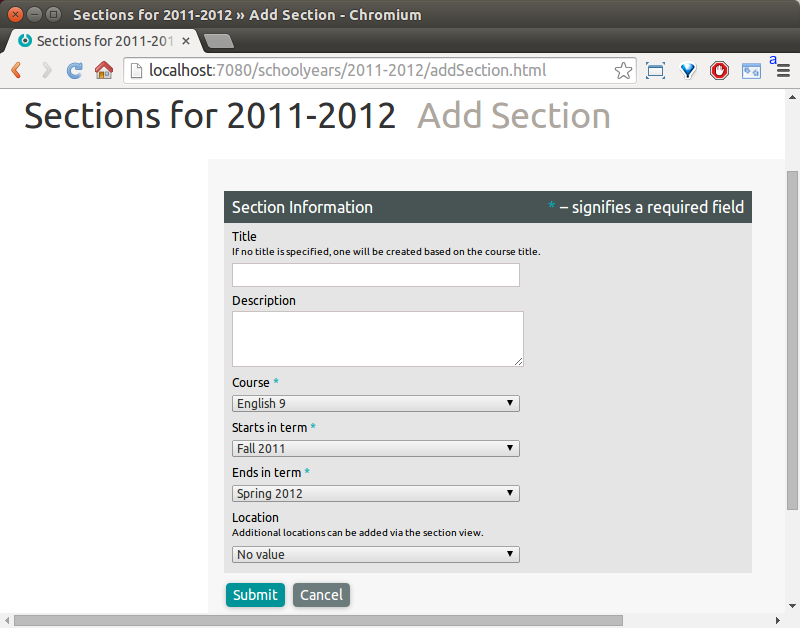 Sections for 2011-2012 » Add Section - Chromium
Sections for 2011-201
localhost:7080/schoolyears/2011-2012/addSection.html
a
Sections for 2011-2012 Add Section
Section Information * – signifies a required field
Title
If no title is specified, one will be created based on the course title.
Description
Course *
English 9
Starts in term *
Fall 2011
Ends in term *
Spring 2012
Location
Additional locations can be added via the section view.
No value
Submit Cancel